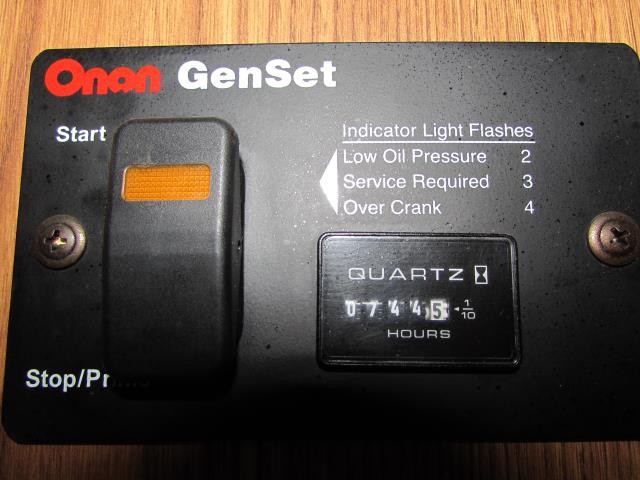 Onan GenSet
Start
Indicator Light Flashes
Low Oil Pressure 2
Service Required 3
Over Crank 4
QUARTZ
07445 1/10
HOURS
Stop/Prime